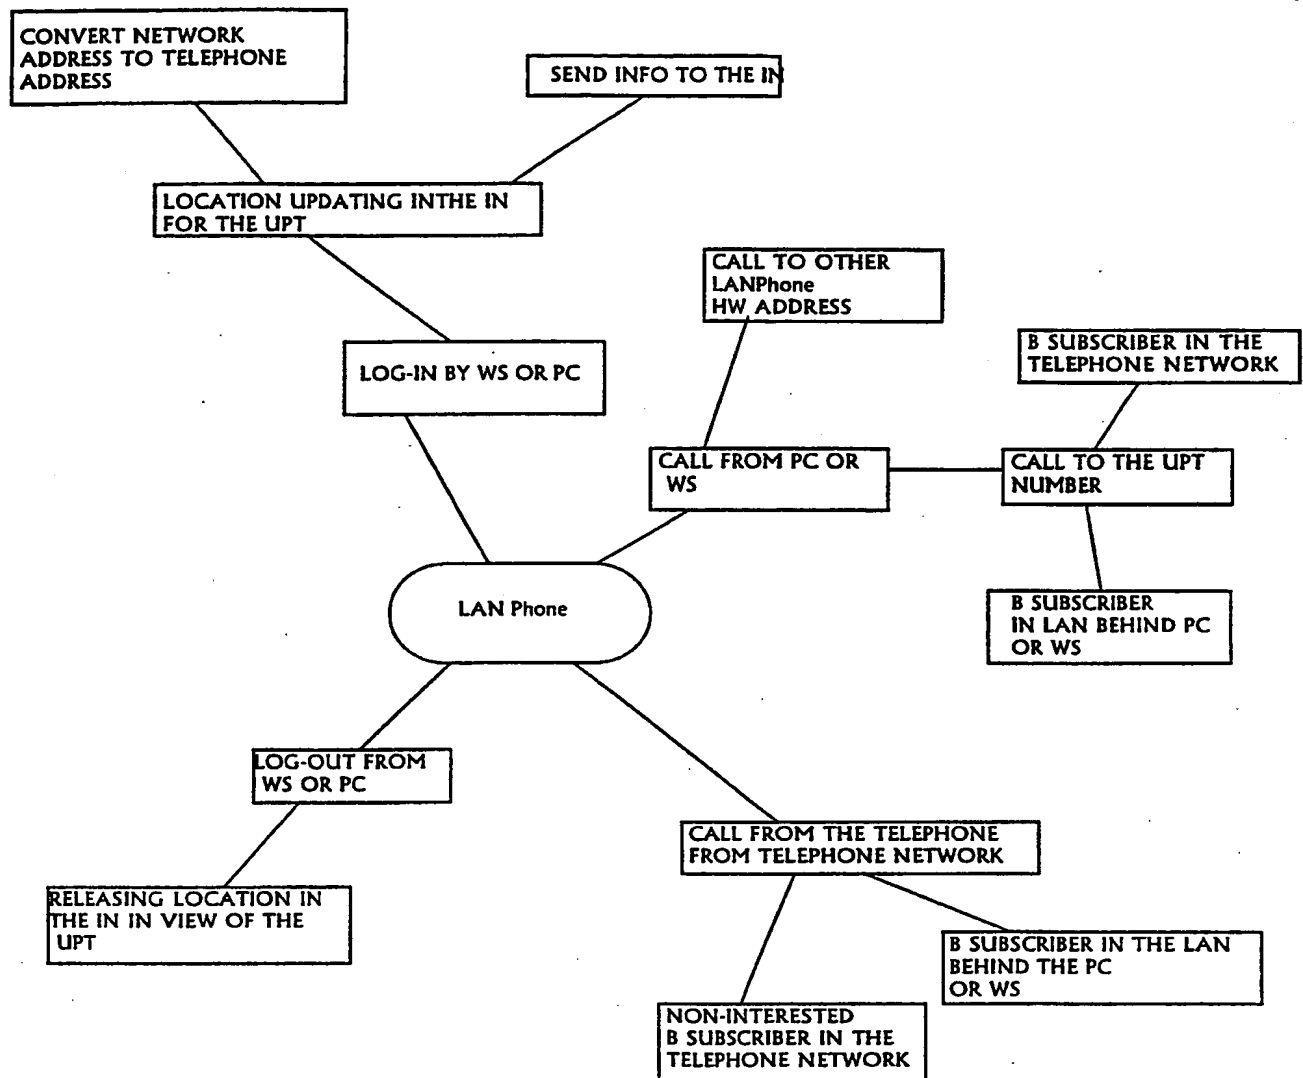 CONVERT NETWORK
ADDRESS TO TELEPHONE
ADDRESS
SEND INFO TO THE IN
LOCATION UPDATING INTHE IN
FOR THE UPT
CALL TO OTHER
LANPhone
HW ADDRESS
B SUBSCRIBER IN THE
TELEPHONE NETWORK
LOG-IN BY WS OR PC
CALL FROM PC OR
WS
CALL TO THE UPT
NUMBER
LAN Phone
B SUBSCRIBER
IN LAN BEHIND PC
OR WS
LOG-OUT FROM
WS OR PC
CALL FROM THE TELEPHONE
FROM TELEPHONE NETWORK
RELEASING LOCATION IN
THE IN IN VIEW OF THE
UPT
B SUBSCRIBER IN THE LAN
BEHIND THE PC
OR WS
NON-INTERESTED
B SUBSCRIBER IN THE
TELEPHONE NETWORK